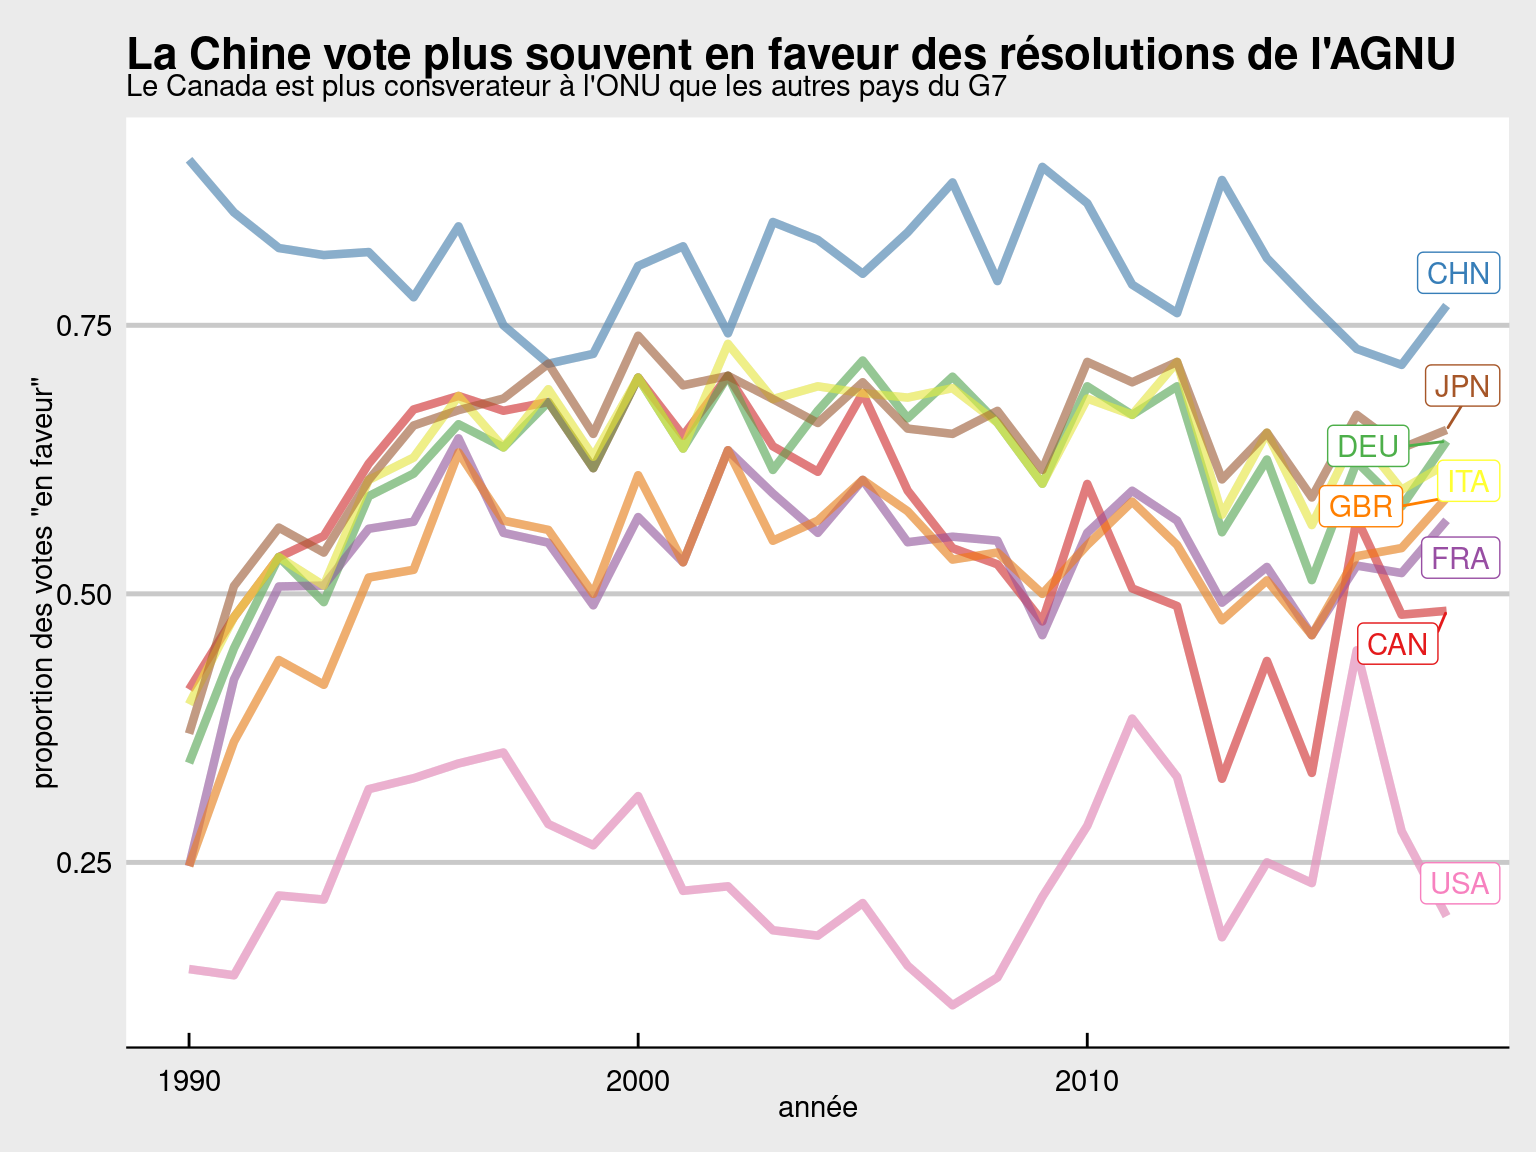 La Chine vote plus souvent en faveur des résolutions de l'AGNU
Le Canada est plus consverateur à l'ONU que les autres pays du G7
proportion des votes "en faveur"
0.75
0.50
0.25
CHN
JPN
DEU
ITA
GBR
FRA
CAN
USA
1990
2000
2010
année